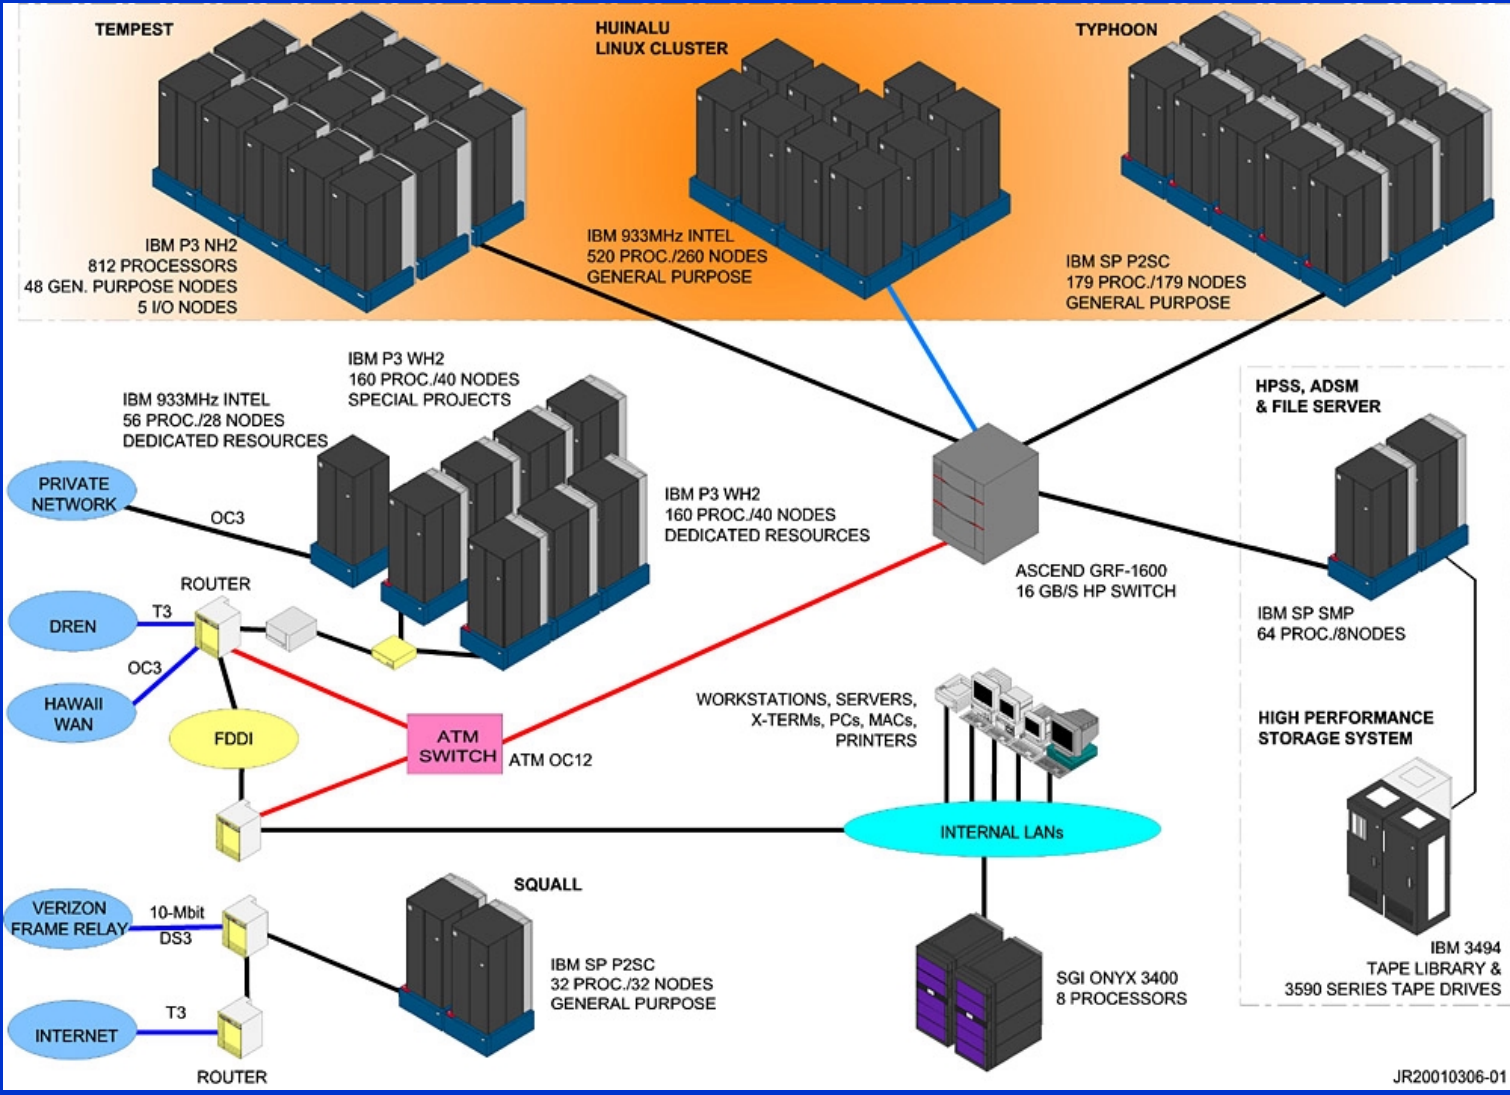 TEMPEST
HUINALU
LINUX CLUSTER
TYPHOON
IBM P3 NH2
812 PROCESSORS
48 GEN. PURPOSE NODES
5 I/O NODES
IBM 933MHz INTEL
520 PROC./260 NODES
GENERAL PURPOSE
IBM SP P2SC
179 PROC./179 NODES
GENERAL PURPOSE
IBM P3 WH2
160 PROC./40 NODES
SPECIAL PROJECTS
IBM 933MHz INTEL
56 PROC./28 NODES
DEDICATED RESOURCES
HPSS, ADSM
& FILE SERVER
PRIVATE
NETWORK
OC3
IBM P3 WH2
160 PROC./40 NODES
DEDICATED RESOURCES
ASCEND GRF-1600
16 GB/S HP SWITCH
IBM SP SMP
64 PROC./8NODES
ROUTER
DREN
T3
OC3
HAWAII
WAN
FDDI
ATM
SWITCH
ATM OC12
WORKSTATIONS, SERVERS,
X-TERMs, PCs, MACs,
PRINTERS
HIGH PERFORMANCE
STORAGE SYSTEM
INTERNAL LANs
VERIZON
FRAME RELAY
10-Mbit
DS3
SQUALL
IBM SP P2SC
32 PROC./32 NODES
GENERAL PURPOSE
SGI ONYX 3400
8 PROCESSORS
IBM 3494
TAPE LIBRARY &
3590 SERIES TAPE DRIVES
INTERNET
T3
ROUTER
JR20010306-01